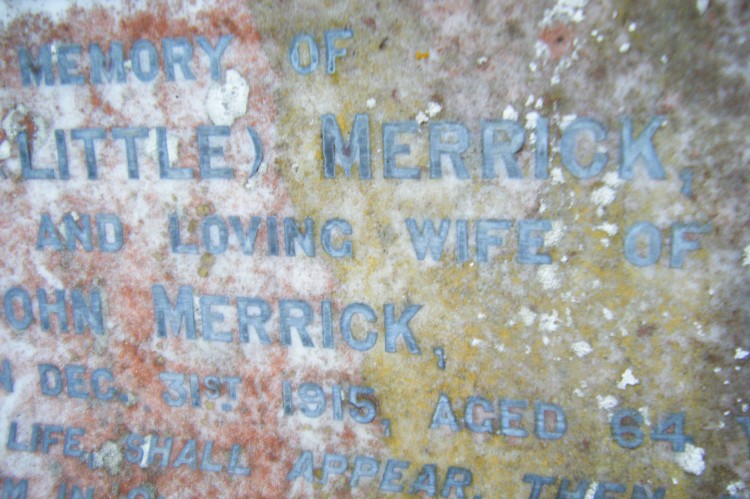 MEMORY OF
LITTLE) MERRICK,
AND LOVING WIFE OF
OHN MERRICK,
N DEC. 31ST 1915, AGED 64
LIFE, SHALL APPEAR, THEN
M IN